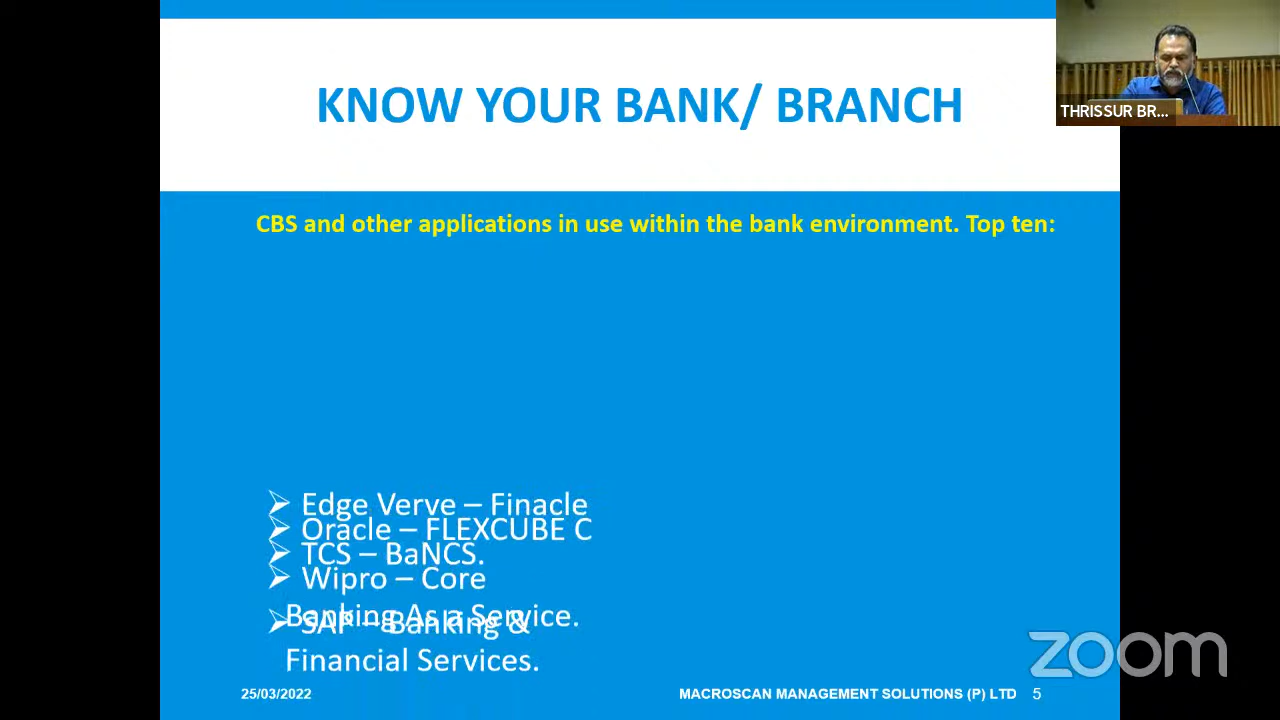 KNOW YOUR BANK/ BRANCH
THRISSUR BR...
CBS and other applications in use within the bank environment. Top ten:
Edge Verve – Finacle
Oracle – FLEXCUBE C
TCS – BaNCS.
Wipro – Core
Banking As a Service.
SAP – Banking &
Financial Services.
zoom
25/03/2022
MACROSCAN MANAGEMENT SOLUTIONS (P) LTD 5